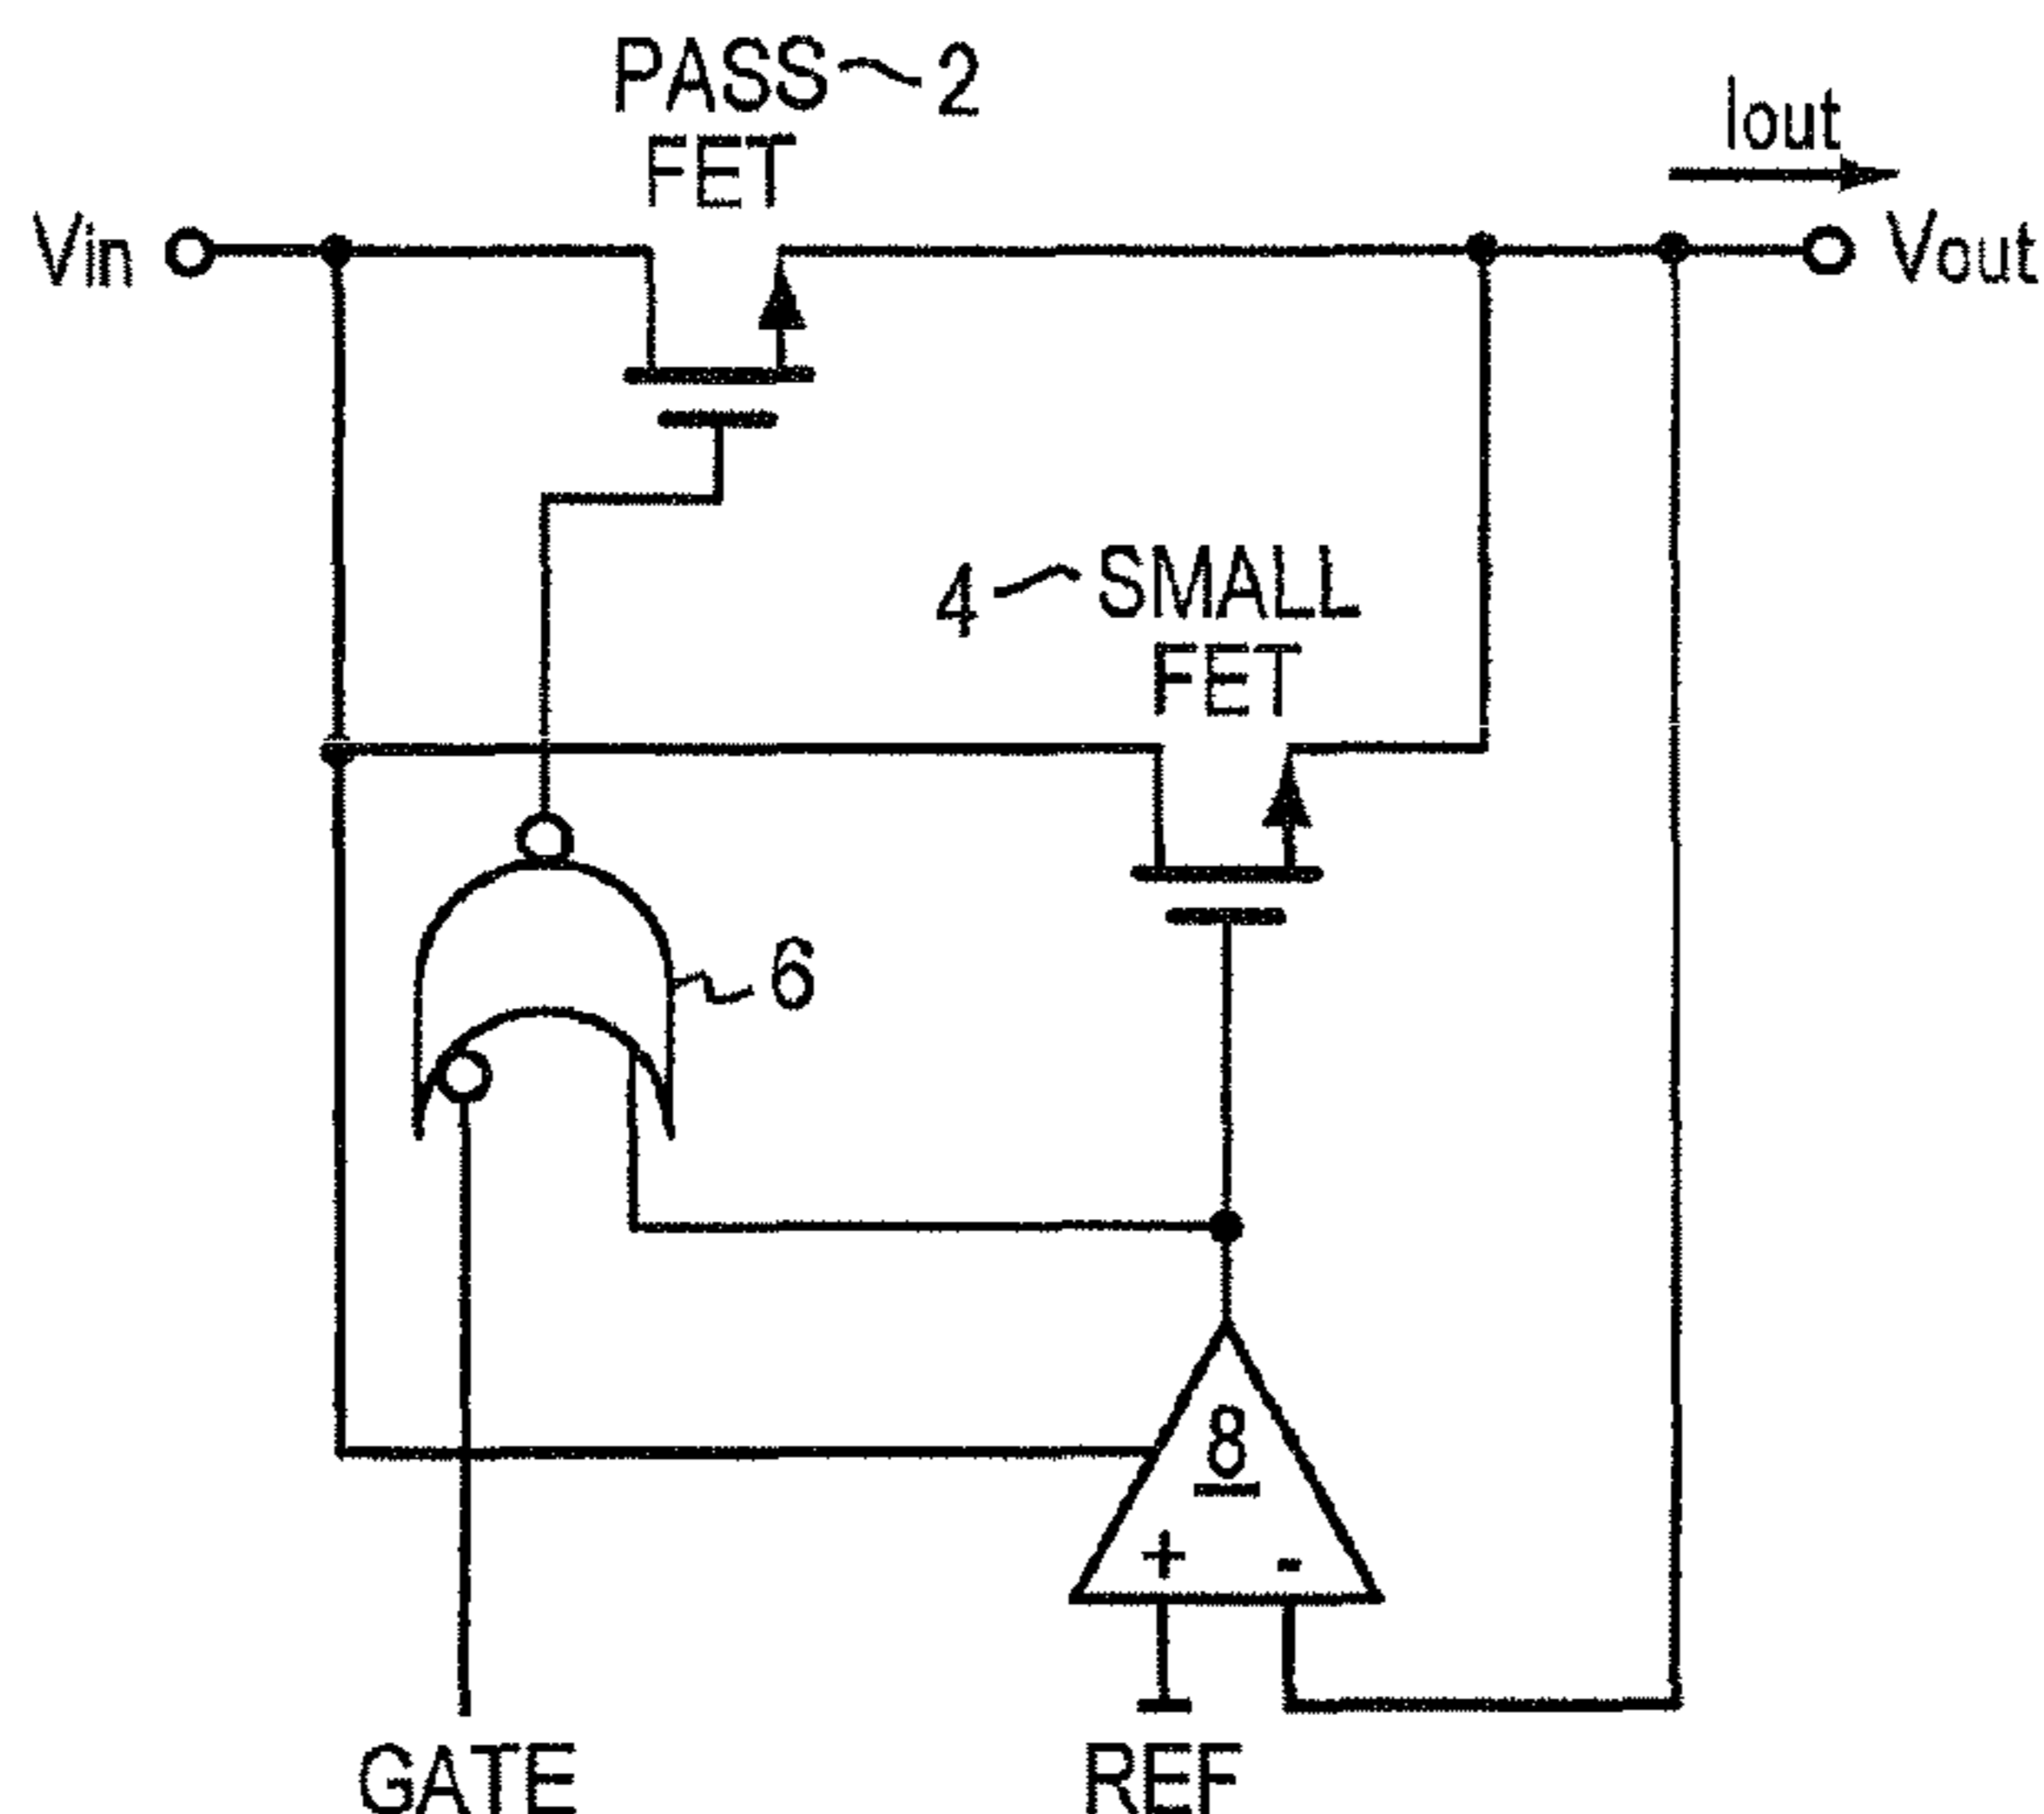 PASS 2
FET
Iout
Vin
Vout
4 SMALL
FET
6
8
+ -
GATE
REF